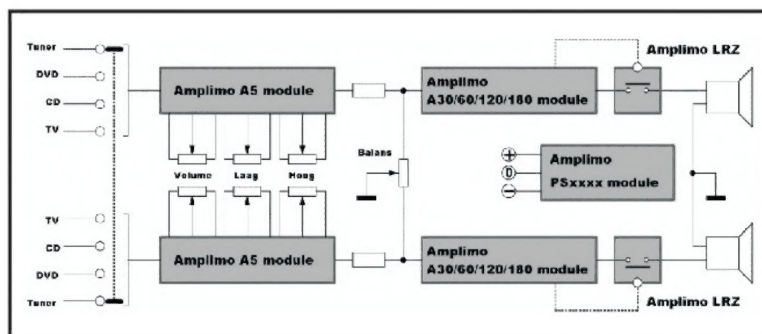 Tuner
DVD
CD
TV
Amplimo A5 module
Volume
Laag
Hoog
Balans
Amplimo
A30/60/120/180 module
Amplimo LRZ
+
0
−
Amplimo
PSxxxx module
TV
CD
DVD
Tuner
Amplimo A5 module
Amplimo
A30/60/120/180 module
Amplimo LRZ